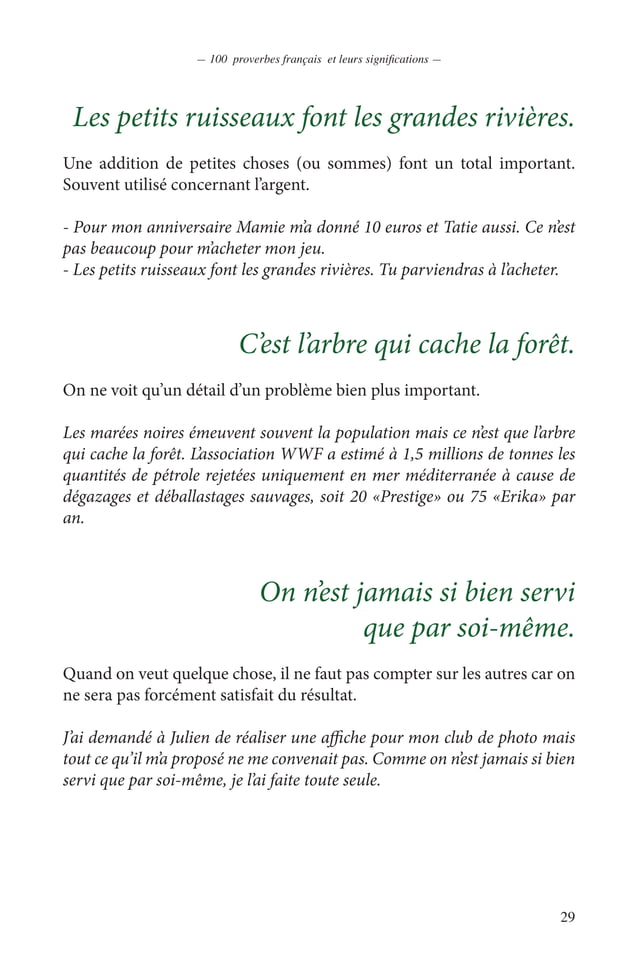 — 100 proverbes français et leurs significations —
Les petits ruisseaux font les grandes rivières.
Une addition de petites choses (ou sommes) font un total important.
Souvent utilisé concernant l’argent.
- Pour mon anniversaire Mamie m’a donné 10 euros et Tatie aussi. Ce n’est
pas beaucoup pour m’acheter mon jeu.
- Les petits ruisseaux font les grandes rivières. Tu parviendras à l’acheter.
C’est l’arbre qui cache la forêt.
On ne voit qu’un détail d’un problème bien plus important.
Les marées noires émeuvent souvent la population mais ce n’est que l’arbre
qui cache la forêt. L’association WWF a estimé à 1,5 millions de tonnes les
quantités de pétrole rejetées uniquement en mer méditerranée à cause de
dégazages et déballastages sauvages, soit 20 «Prestige» ou 75 «Erika» par
an.
On n’est jamais si bien servi
que par soi-même.
Quand on veut quelque chose, il ne faut pas compter sur les autres car on
ne sera pas forcément satisfait du résultat.
J’ai demandé à Julien de réaliser une affiche pour mon club de photo mais
tout ce qu’il m’a proposé ne me convenait pas. Comme on n’est jamais si bien
servi que par soi-même, je l’ai faite toute seule.
29